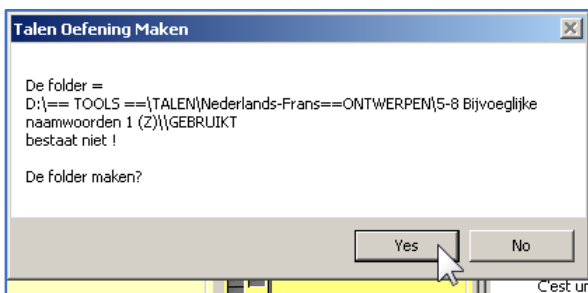 Talen Oefening Maken
De folder =
D:\== TOOLS ==\TALEN\Nederlands-Frans==ONTWERPEN\5-8 Bijvoeglijke
naamwoorden 1 (Z)\\GEBRUIKT
bestaat niet !
De folder maken?
Yes No
C'est un